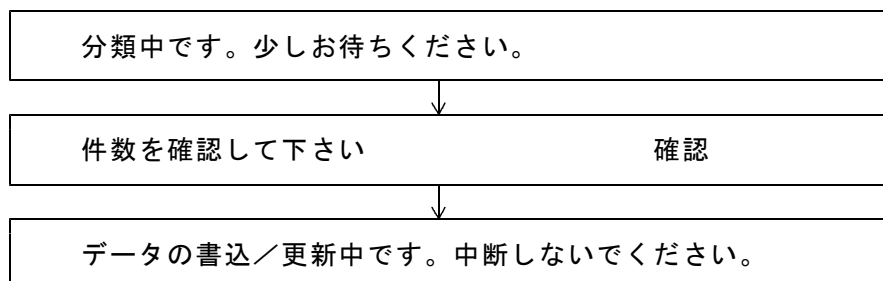 分類中です。少しお待ちください。
件数を確認して下さい　確認
データの書込／更新中です。中断しないでください。